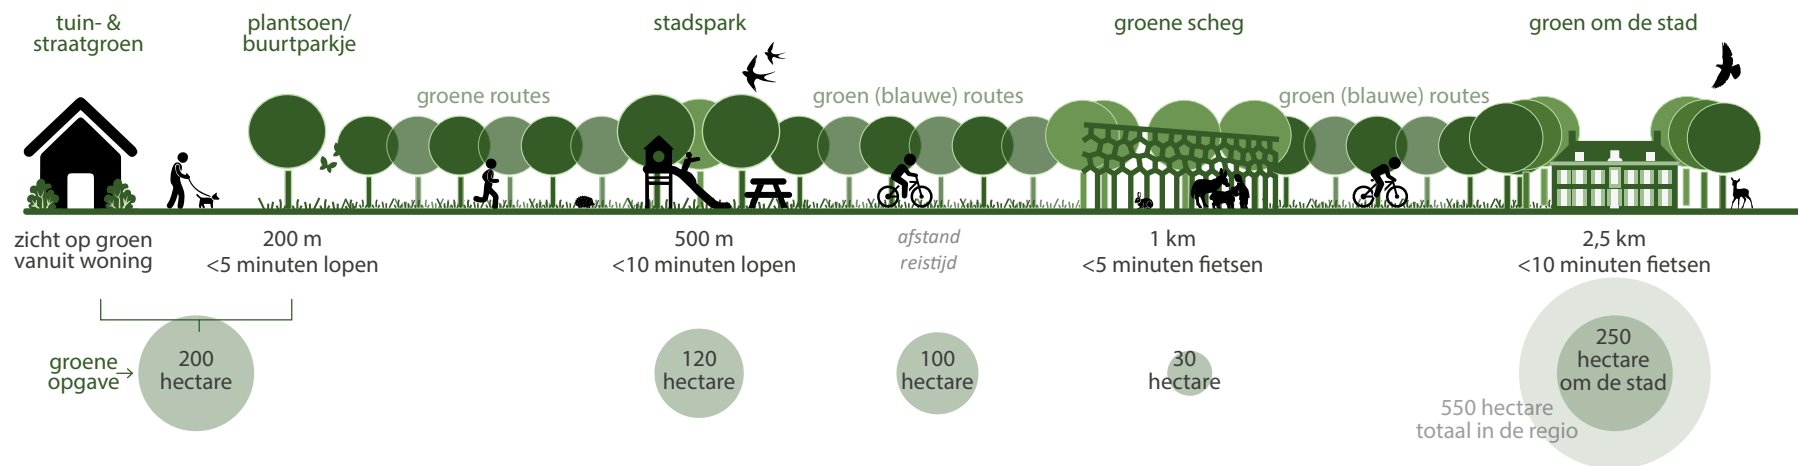 tuin- &
straatgroen
plantsoen/
buurtparkje
stadspark
groene scheg
groen om de stad
groene routes
groen (blauwe) routes
groen (blauwe) routes
zicht op groen
vanuit woning
200 m
<5 minuten lopen
500 m
<10 minuten lopen
afstand
reistijd
1 km
<5 minuten fietsen
2,5 km
<10 minuten fietsen
groene
opgave
200
hectare
120
hectare
100
hectare
30
hectare
250
hectare
om de stad
550 hectare
totaal in de regio